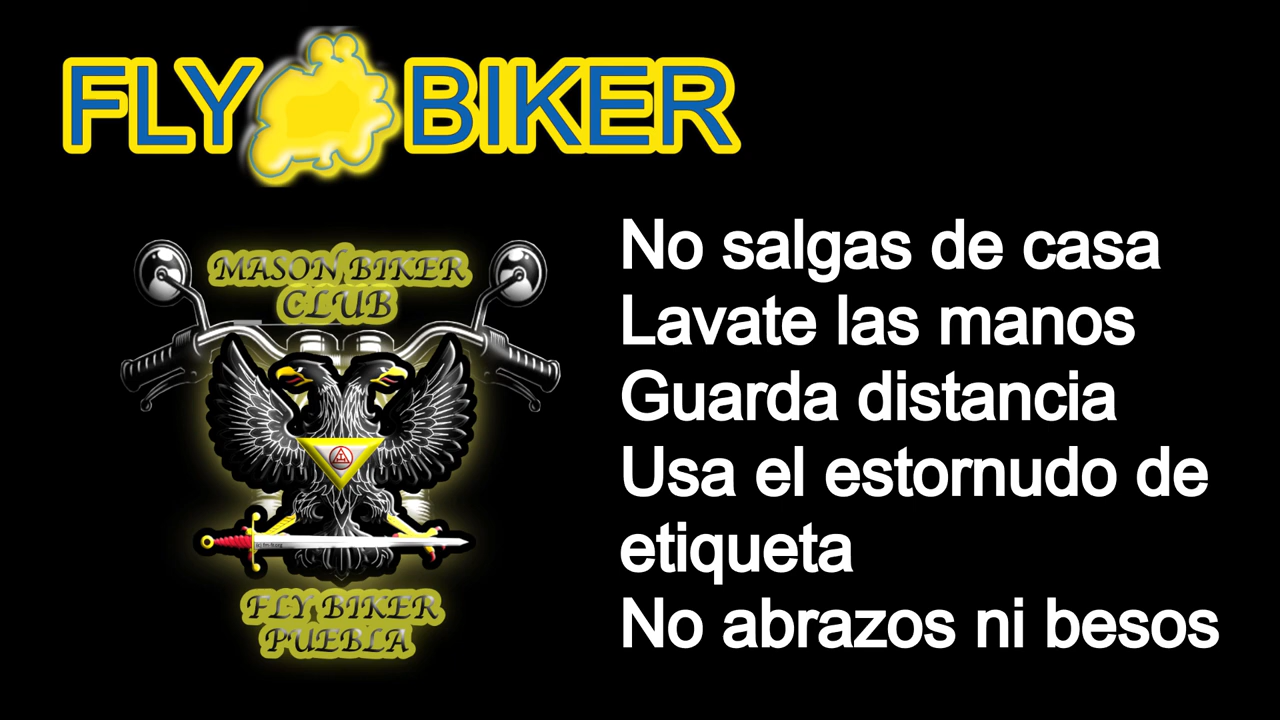 FLY BIKER
MASON BIKER
CLUB
No salgas de casa
Lavate las manos
Guarda distancia
Usa el estornudo de
etiqueta
No abrazos ni besos
FLY BIKER
PUEBLA